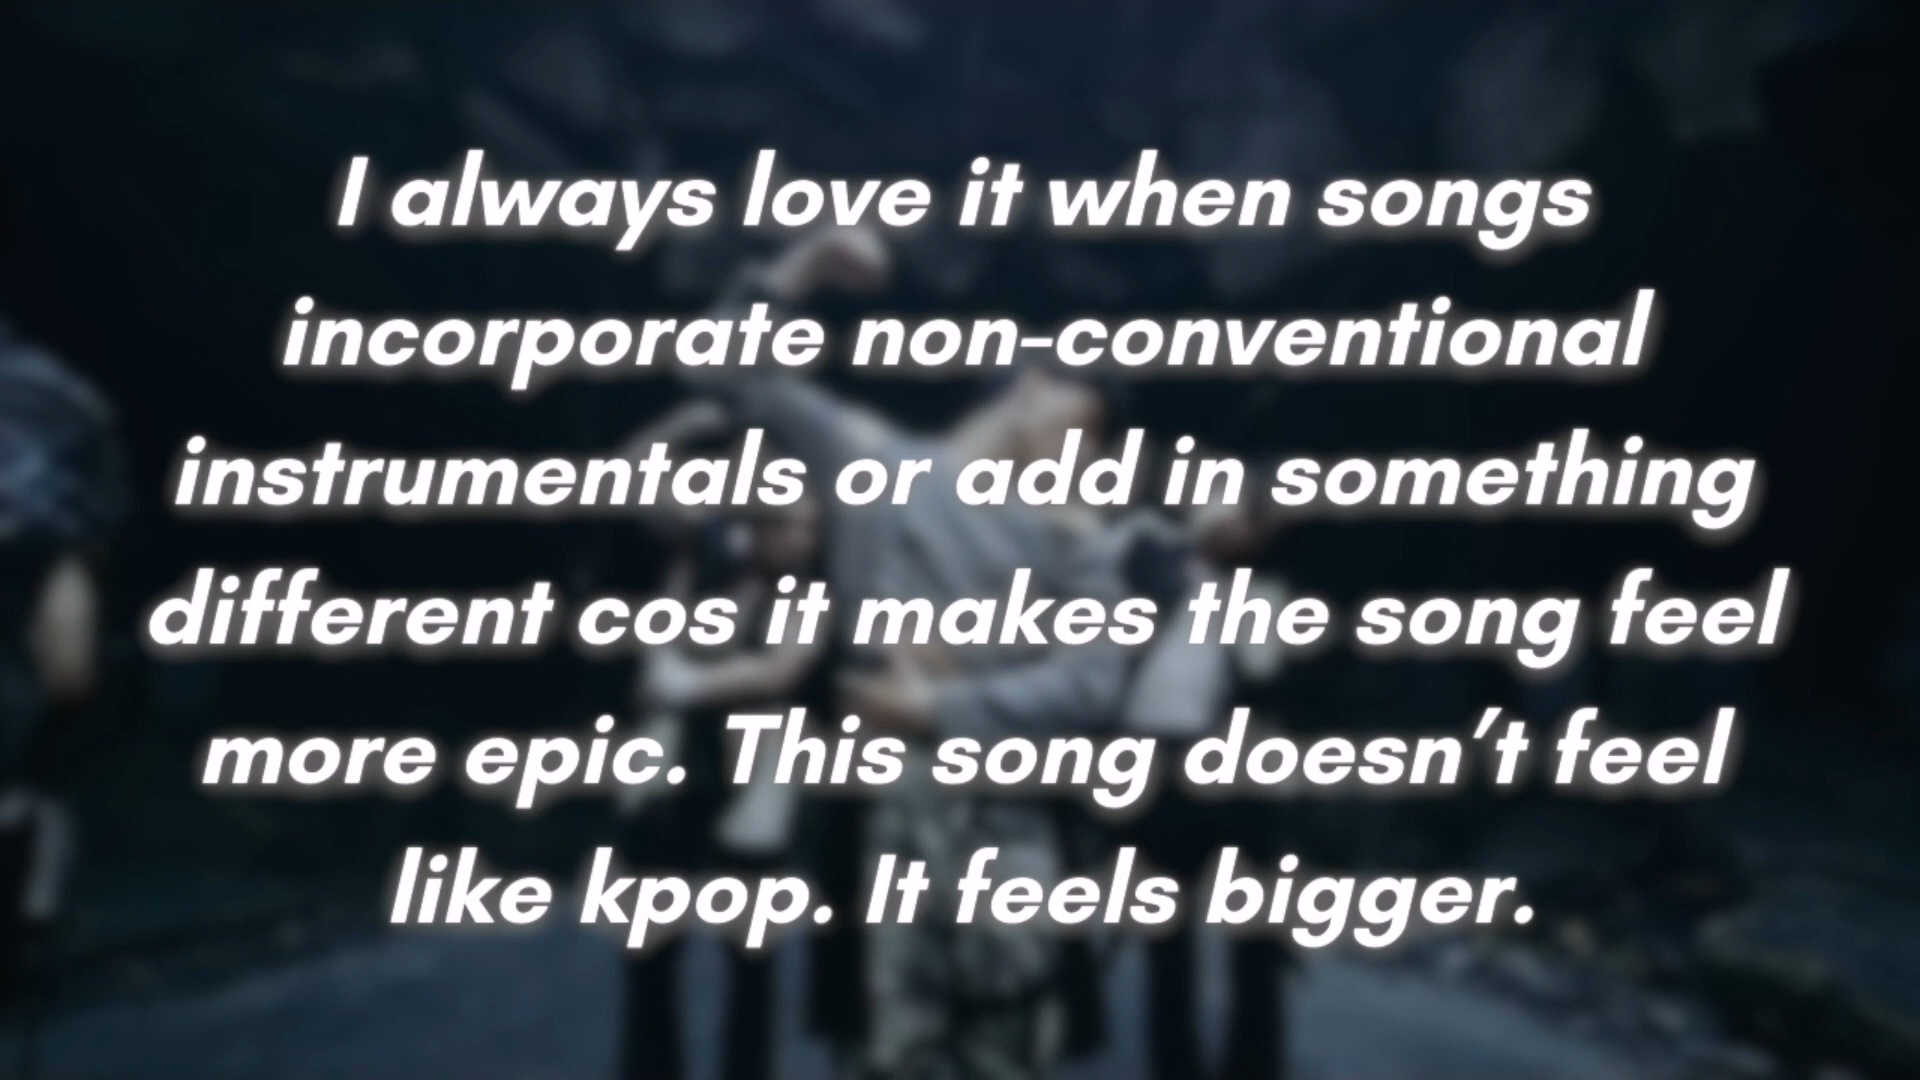 I always love it when songs
incorporate non-conventional
instrumentals or add in something
different cos it makes the song feel
more epic. This song doesn’t feel
like kpop. It feels bigger.